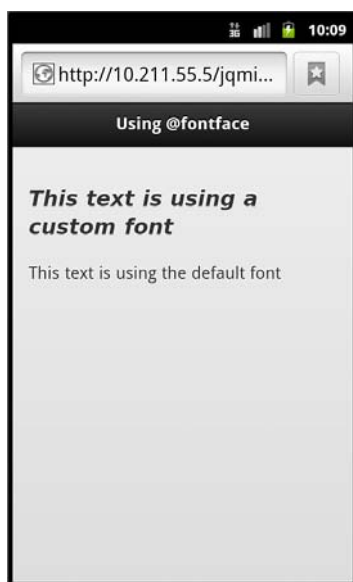 3G 10:09
http://10.211.55.5/jqmi...
Using @fontface
This text is using a
custom font
This text is using the default font